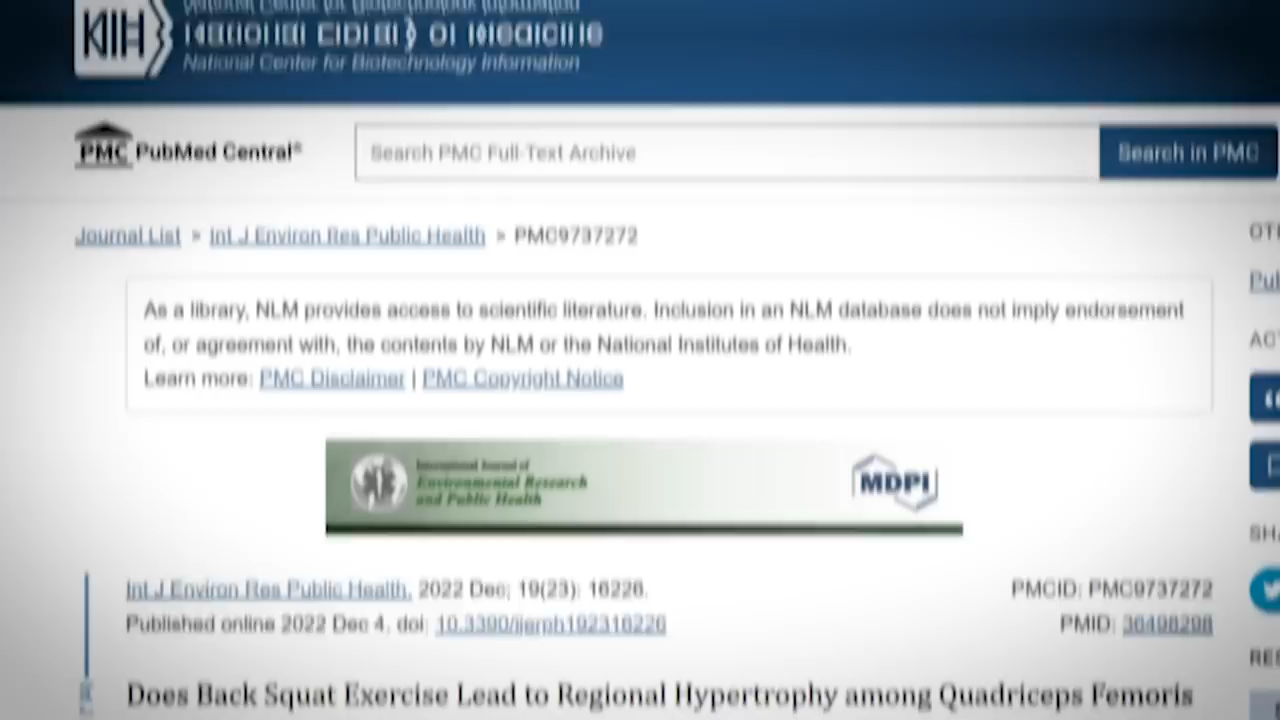 National Library of Medicine
National Center for Biotechnology Information
PMC PubMed Central®
Search PMC Full-Text Archive
Search in PMC
Journal List » Int J Environ Res Public Health » PMC9737272
As a library, NLM provides access to scientific literature. Inclusion in an NLM database does not imply endorsement
of, or agreement with, the contents by NLM or the National Institutes of Health.
Learn more: PMC Disclaimer | PMC Copyright Notice
International Journal of
Environmental Research
and Public Health
MDPI
Int J Environ Res Public Health. 2022 Dec; 19(23): 16226.
PMCID: PMC9737272
Published online 2022 Dec 4. doi: 10.3390/ijerph192316226
PMID: 36498298
Does Back Squat Exercise Lead to Regional Hypertrophy among Quadriceps Femoris